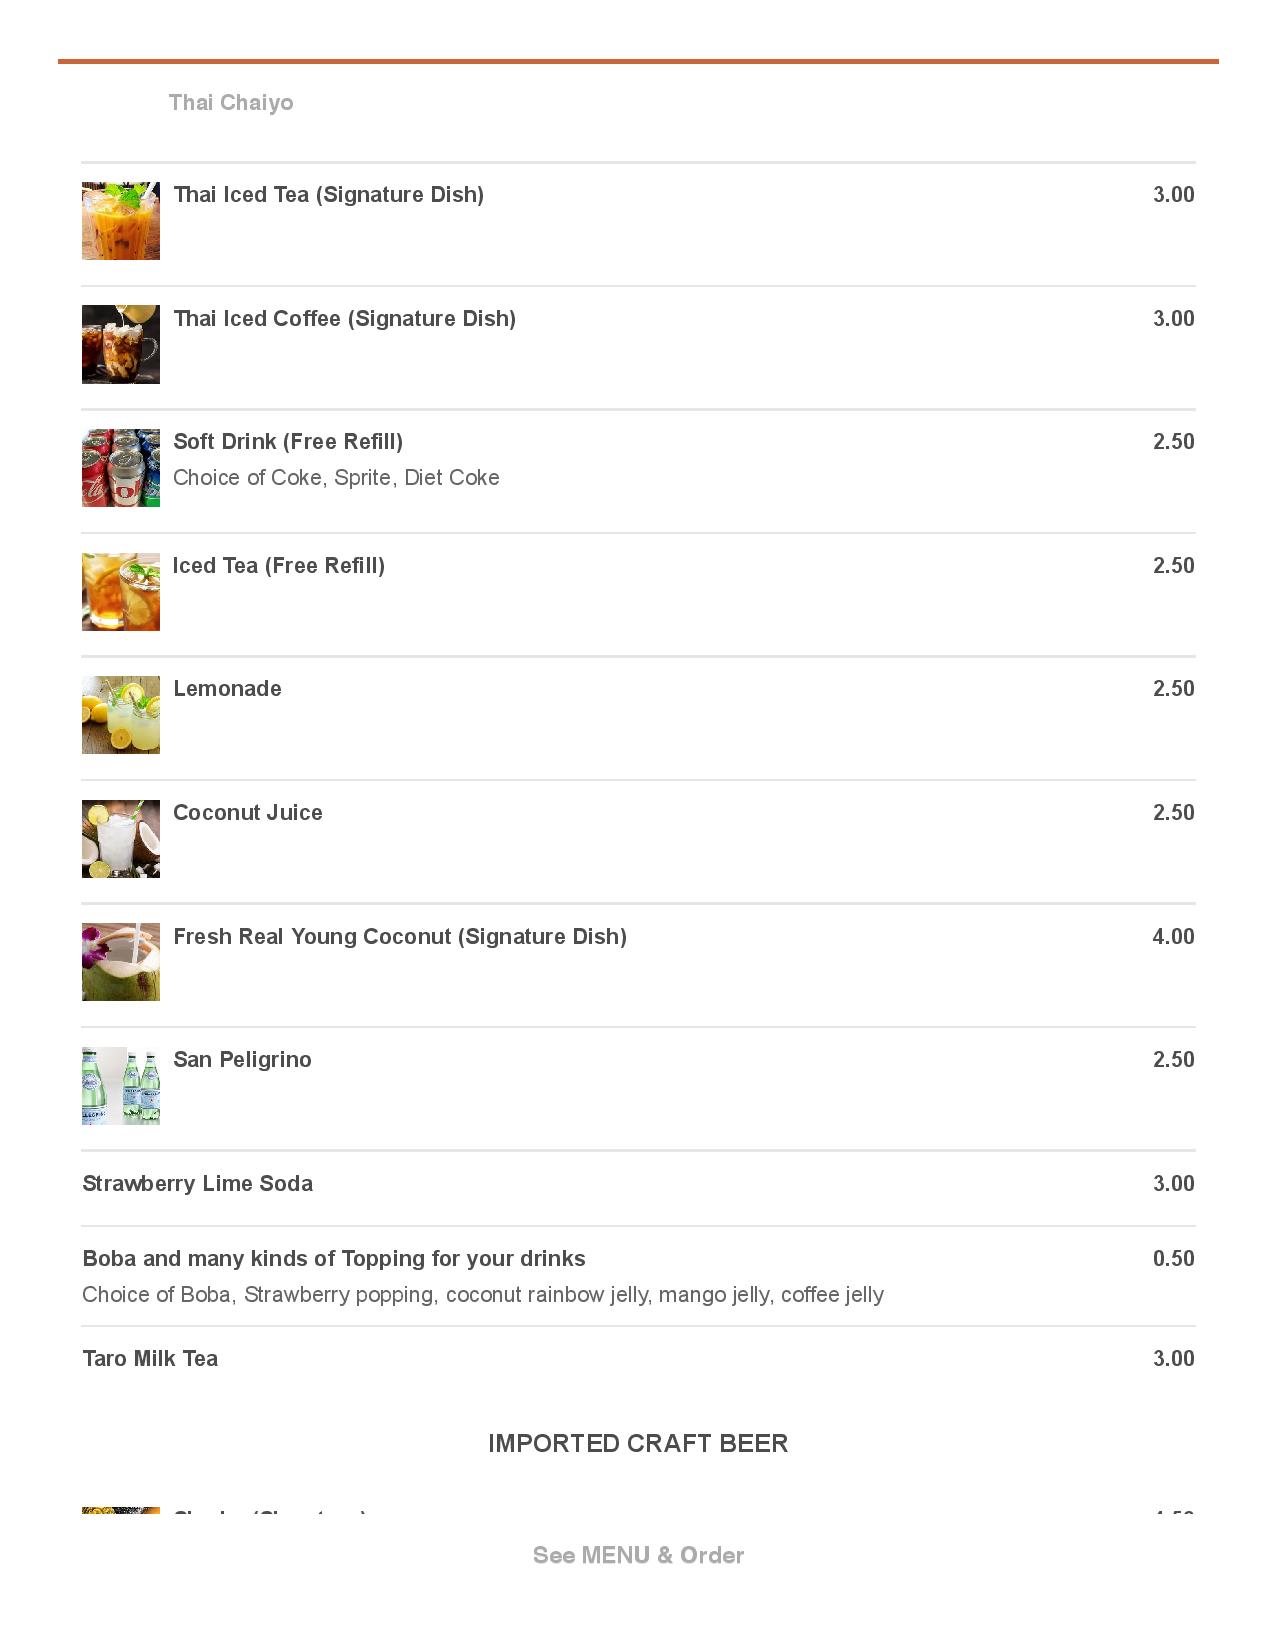 Thai Chaiyo
Thai Iced Tea (Signature Dish) 3.00
Thai Iced Coffee (Signature Dish) 3.00
Soft Drink (Free Refill) 2.50
Choice of Coke, Sprite, Diet Coke
Iced Tea (Free Refill) 2.50
Lemonade 2.50
Coconut Juice 2.50
Fresh Real Young Coconut (Signature Dish) 4.00
San Peligrino 2.50
Strawberry Lime Soda 3.00
Boba and many kinds of Topping for your drinks 0.50
Choice of Boba, Strawberry popping, coconut rainbow jelly, mango jelly, coffee jelly
Taro Milk Tea 3.00
IMPORTED CRAFT BEER
See MENU & Order